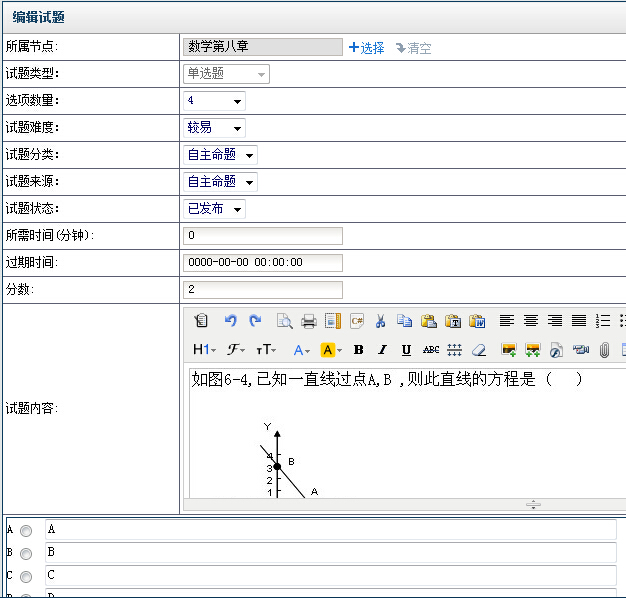 编辑试题
所属节点: 数学第八章 +选择 清空
试题类型: 单选题
选项数量: 4
试题难度: 较易
试题分类: 自主命题
试题来源: 自主命题
试题状态: 已发布
所需时间(分钟): 0
过期时间: 0000-00-00 00:00:00
分数: 2
C#
T W
H1 F TT A A B I U ABC
试题内容:
如图6-4,已知一直线过点A,B ,则此直线的方程是 ( )
Y
4
B
3
2
1
A
A A
B B
C C